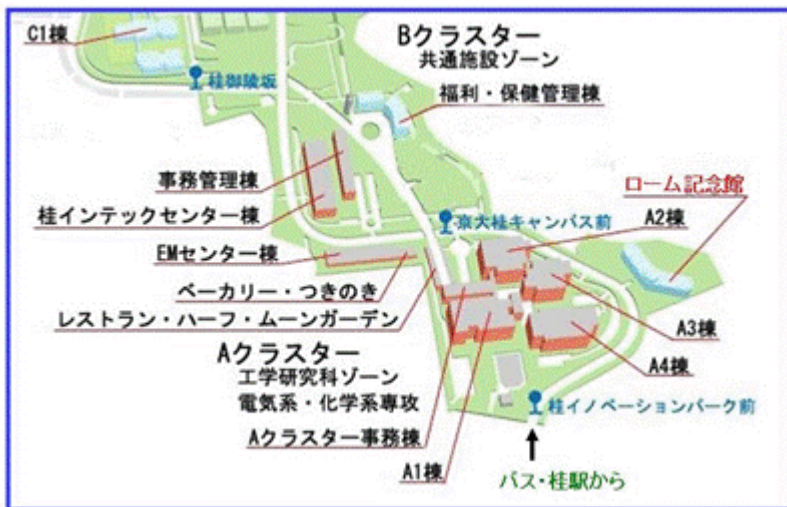 C1棟
Bクラスター
共通施設ゾーン
桂御陵坂
福利・保健管理棟
事務管理棟
ローム記念館
桂インテックセンター棟
京大桂キャンパス前
A2棟
EMセンター棟
ベーカリー・つきのき
レストラン・ハーフ・ムーンガーデン
A3棟
Aクラスター
工学研究科ゾーン
電気系・化学系専攻
A4棟
桂イノベーションパーク前
Aクラスター事務棟
A1棟
バス・桂駅から